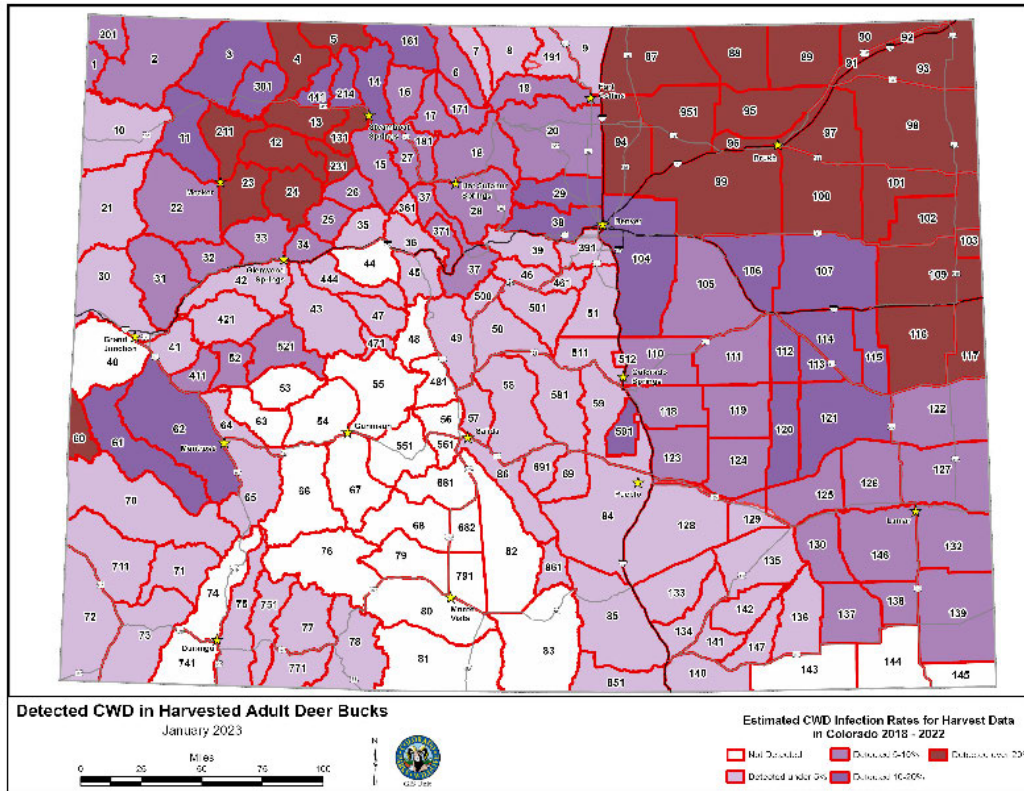 201 2 3 4 5 161 7 8 9 87 88 89 90 92
1 301 441 214 14 16 6 191 91 93
10 11 211 13 131 17 171 19 20 951 95 97 98
12 231 15 27 181 18 94 96
21 22 23 24 26 37 28 29 99 100 101
25 361 371 38 102
30 31 32 33 34 35 36 39 391 104 106 107 103
42 444 44 45 37 46 461 105 109
421 43 47 500 501 51 116
40 41 411 52 521 471 48 49 50 511 512 110 111 112 113 114 115 117
53 55 481 58 581 59 118 119 121 122
60 61 62 64 63 54 551 56 561 57 591 120
65 66 67 681 86 691 69 123 124 125 126 127
70 68 682 82 84 128 129 130 146 132
711 71 74 76 79 791 861 133 135
72 73 75 751 77 78 80 83 85 134 142 136 137 138 139
741 771 81 851 140 141 147 143 144 145
Steamboat
Springs
Meeker
Hot Sulphur
Springs
Denver
Brush
Glenwood
Springs
Grand
Junction
Colorado
Springs
Montrose
Gunnison
Salida
Pueblo
Lamar
Monte
Vista
Durango
Detected CWD in Harvested Adult Deer Bucks
January 2023
Miles
0 25 50 75 100
N
Estimated CWD Infection Rates for Harvest Data
in Colorado 2018 - 2022
Not Detected
Detected 5-10%
Detected over 20%
Detected under 5%
Detected 10-20%